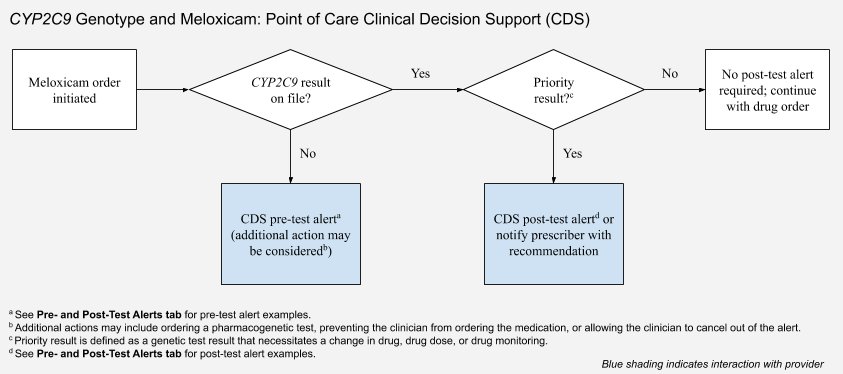 CYP2C9 Genotype and Meloxicam: Point of Care Clinical Decision Support (CDS)
Meloxicam order
initiated
CYP2C9 result
on file?
Yes
Priority
result?ᶜ
No
No post-test alert
required; continue
with drug order
No
Yes
CDS pre-test alertᵃ
(additional action may
be consideredᵇ)
CDS post-test alertᵈ or
notify prescriber with
recommendation
ᵃ See Pre- and Post-Test Alerts tab for pre-test alert examples.
ᵇ Additional actions may include ordering a pharmacogenetic test, preventing the clinician from ordering the medication, or allowing the clinician to cancel out of the alert.
ᶜ Priority result is defined as a genetic test result that necessitates a change in drug, drug dose, or drug monitoring.
ᵈ See Pre- and Post-Test Alerts tab for post-test alert examples.
Blue shading indicates interaction with provider